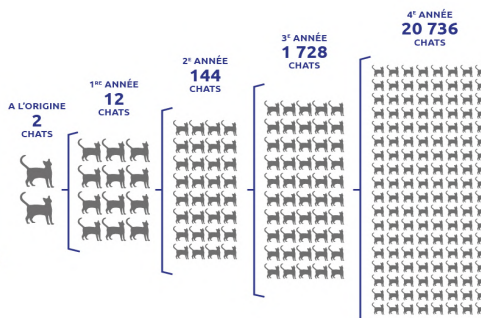 A L'ORIGINE
2
CHATS
1RE ANNÉE
12
CHATS
2E ANNÉE
144
CHATS
3E ANNÉE
1 728
CHATS
4E ANNÉE
20 736
CHATS